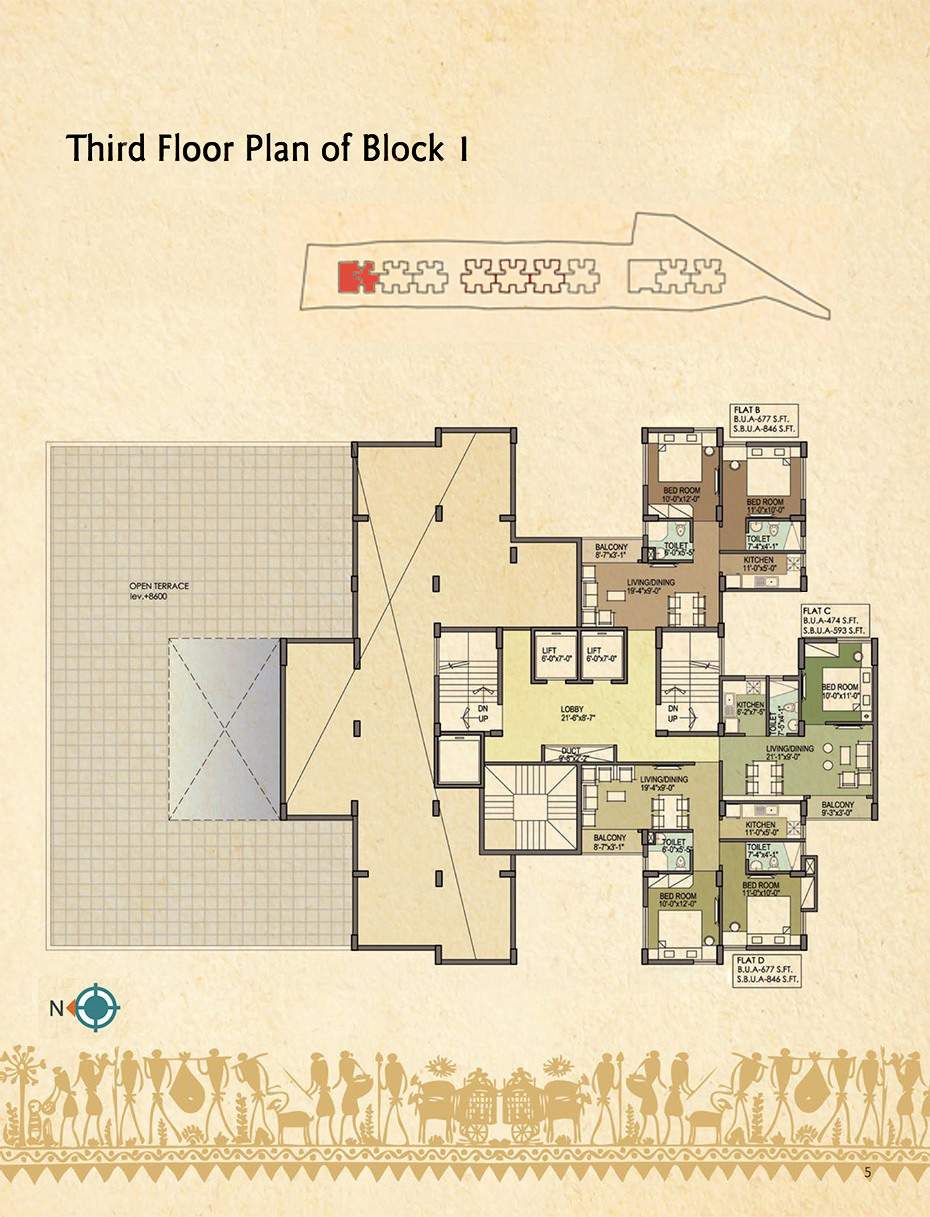 Third Floor Plan of Block 1
FLAT B
B.U.A-677 S.FT.
S.B.U.A-846 S.FT.
BED ROOM
10'-0"x12'-0"
BED ROOM
11'-0"x10'-0"
TOILET
6'-0"x5'-5"
TOILET
7'-4"x4'-1"
BALCONY
8'-7"x3'-1"
KITCHEN
11'-0"x5'-0"
LIVING/DINING
19'-4"x9'-0"
OPEN TERRACE
lev.+8600
FLAT C
B.U.A-474 S.FT.
S.B.U.A-593 S.FT.
LIFT
6'-0"x7'-0"
LIFT
6'-0"x7'-0"
BED ROOM
10'-0"x11'-0"
DN
UP
LOBBY
21'-6"x8'-7"
DN
UP
KITCHEN
6'-2"x7'-5"
TOILET
7'-5"x4'-1"
DUCT
9'-8"x2'-2"
LIVING/DINING
21'-1"x9'-0"
LIVING/DINING
19'-4"x9'-0"
BALCONY
9'-3"x3'-0"
KITCHEN
11'-0"x5'-0"
BALCONY
8'-7"x3'-1"
TOILET
6'-0"x5'-5"
TOILET
7'-4"x4'-1"
BED ROOM
10'-0"x12'-0"
BED ROOM
11'-0"x10'-0"
FLAT D
B.U.A-677 S.FT.
S.B.U.A-846 S.FT.
N
5